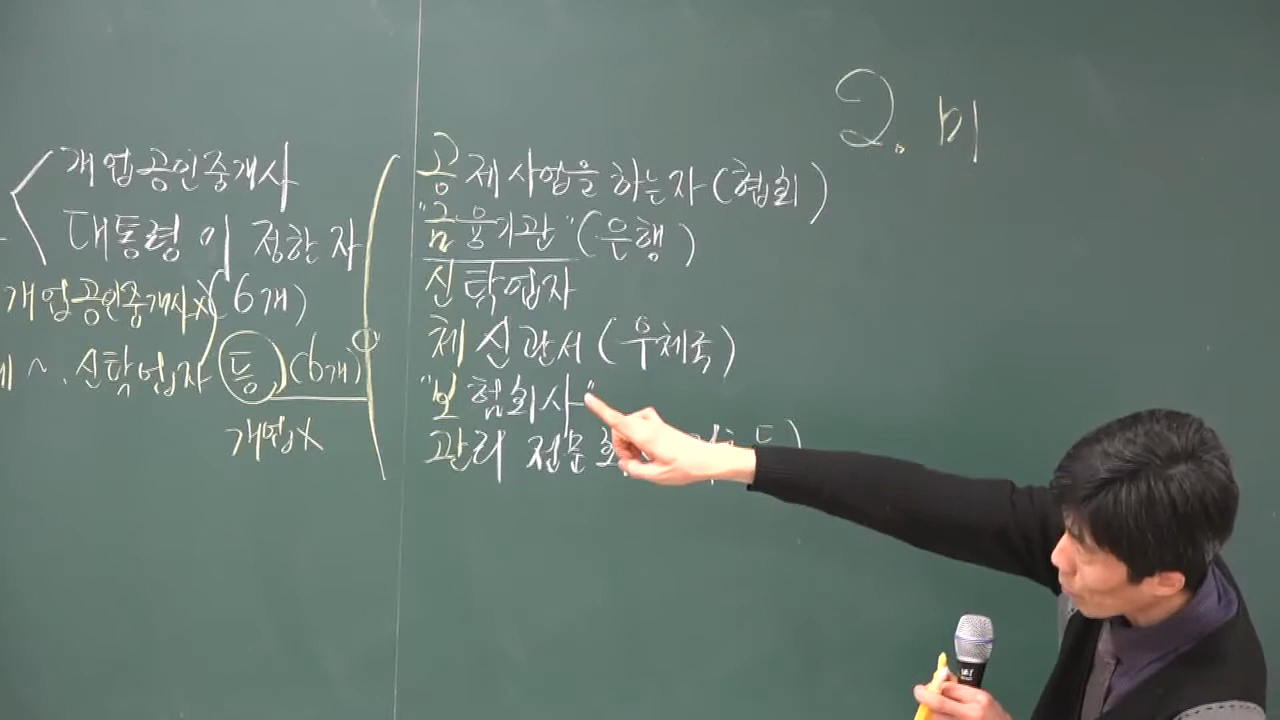 2. 비
개업공인중개사
대통령이 정한 자
개업공인중개사x(6개)
~. 신탁업자 등 (6개)
개업x
공제사업을 하는자 (협회)
"금융기관" (은행)
신탁업자
체신관서 (우체국)
"보험회사"
관리 전문회